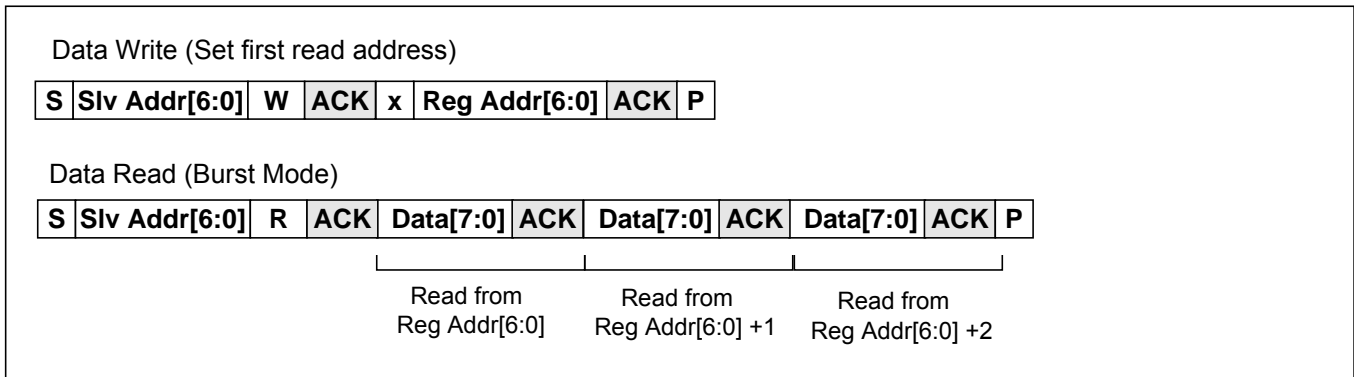 Data Write (Set first read address)
S Slv Addr[6:0] W ACK x Reg Addr[6:0] ACK P
Data Read (Burst Mode)
S Slv Addr[6:0] R ACK Data[7:0] ACK Data[7:0] ACK Data[7:0] ACK P
Read from Read from Read from
Reg Addr[6:0] Reg Addr[6:0] +1 Reg Addr[6:0] +2